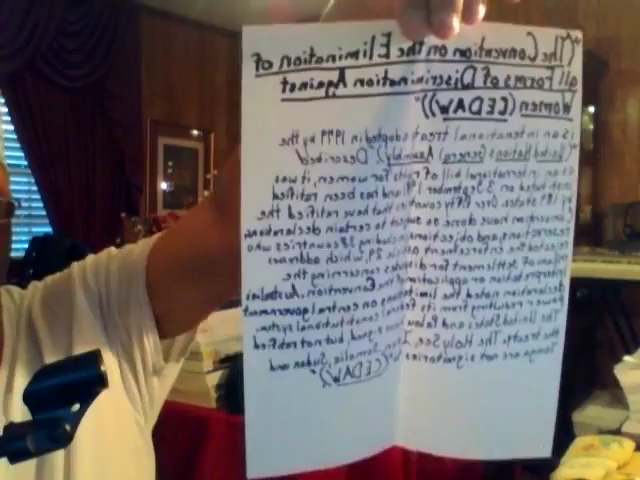 "(The Convention on the Elimination of
all Forms of Discrimination Against
Women (CEDAW))"
is an international treaty adopted in 1979 by the
"(United Nations General Assembly)". Described
as an international bill of rights for women, it was
instituted on 3 September 1981 and has been ratified
by 189 states. Over fifty countries that have ratified the
Convention have done so subject to certain declarations,
reservations, and objections, including 38 countries who
rejected the enforcement article 29, which addresses
means of settlement for disputes concerning the
interpretation or application of the Convention. Australia's
declaration noted the limitations on central government
power resulting from its federal constitutional system.
The United States and Palau have signed, but not ratified
the treaty. The Holy See, Iran, Somalia, Sudan and
Tonga are not signatories to "(CEDAW)"